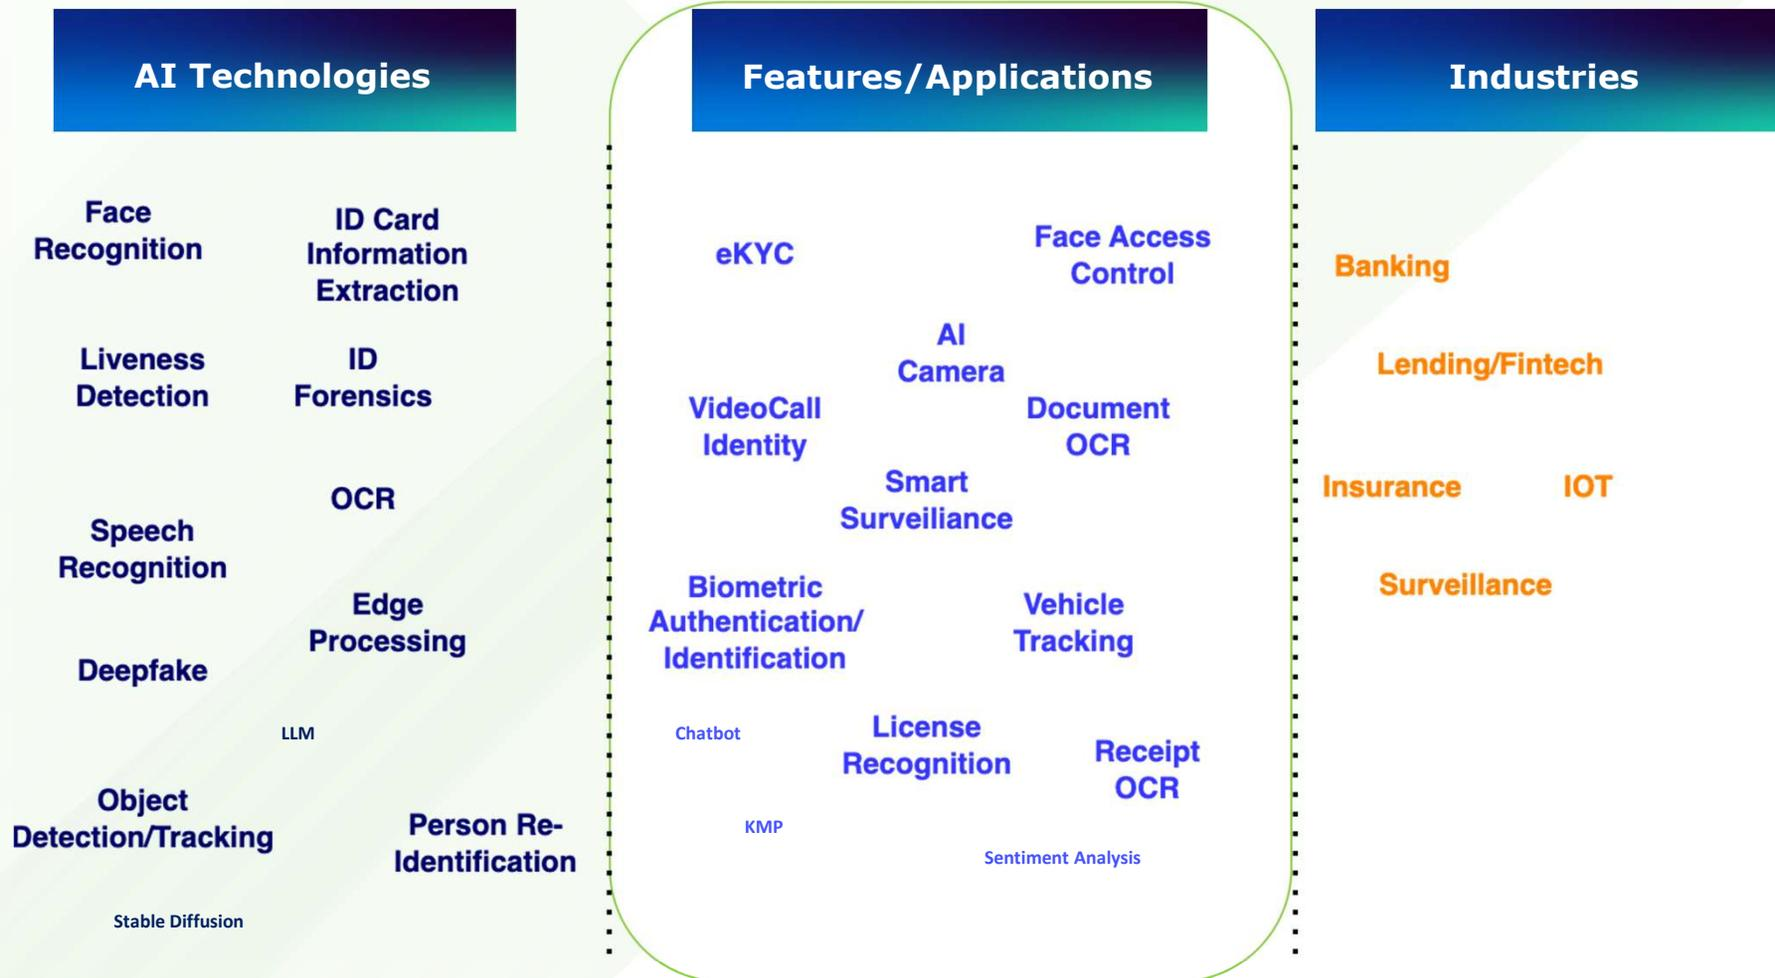 AI Technologies
Face
Recognition
ID Card
Information
Extraction
Liveness
Detection
ID
Forensics
OCR
Speech
Recognition
Edge
Processing
Deepfake
LLM
Object
Detection/Tracking
Person Re-
Identification
Stable Diffusion
Features/Applications
eKYC
Face Access
Control
AI
Camera
VideoCall
Identity
Document
OCR
Smart
Surveiliance
Biometric
Authentication/
Identification
Vehicle
Tracking
Chatbot
License
Recognition
Receipt
OCR
KMP
Sentiment Analysis
Industries
Banking
Lending/Fintech
Insurance
IOT
Surveillance